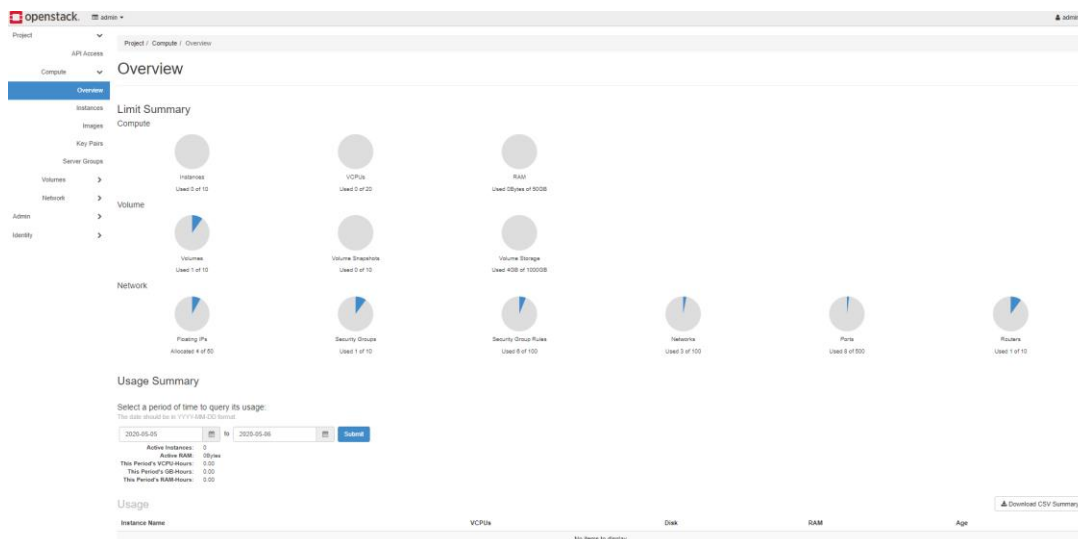 openstack. admin
admin
Project
API Access
Compute
Overview
Instances
Images
Key Pairs
Server Groups
Volumes
Network
Admin
Identity
Project / Compute / Overview
Overview
Limit Summary
Compute
Instances
Used 0 of 10
VCPUs
Used 0 of 20
RAM
Used 0Bytes of 50GB
Volume
Volumes
Used 1 of 10
Volume Snapshots
Used 0 of 10
Volume Storage
Used 4GB of 1000GB
Network
Floating IPs
Allocated 4 of 50
Security Groups
Used 1 of 10
Security Group Rules
Used 6 of 100
Networks
Used 3 of 100
Ports
Used 8 of 500
Routers
Used 1 of 10
Usage Summary
Select a period of time to query its usage:
The date should be in YYYY-MM-DD format
2020-05-05 to 2020-05-06 Submit
Active Instances: 0
Active RAM: 0Bytes
This Period's VCPU-Hours: 0.00
This Period's GB-Hours: 0.00
This Period's RAM-Hours: 0.00
Usage
Download CSV Summary
Instance Name VCPUs Disk RAM Age
No items to display